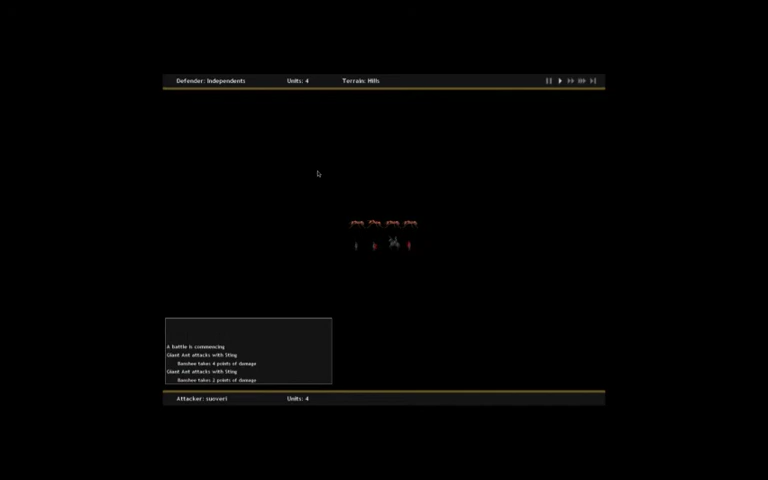 Defender: Independents Units: 4 Terrain: Hills
A battle is commencing
Giant Ant attacks with Sting
Banshee takes 4 points of damage
Giant Ant attacks with Sting
Banshee takes 2 points of damage
Attacker: suoveri Units: 4